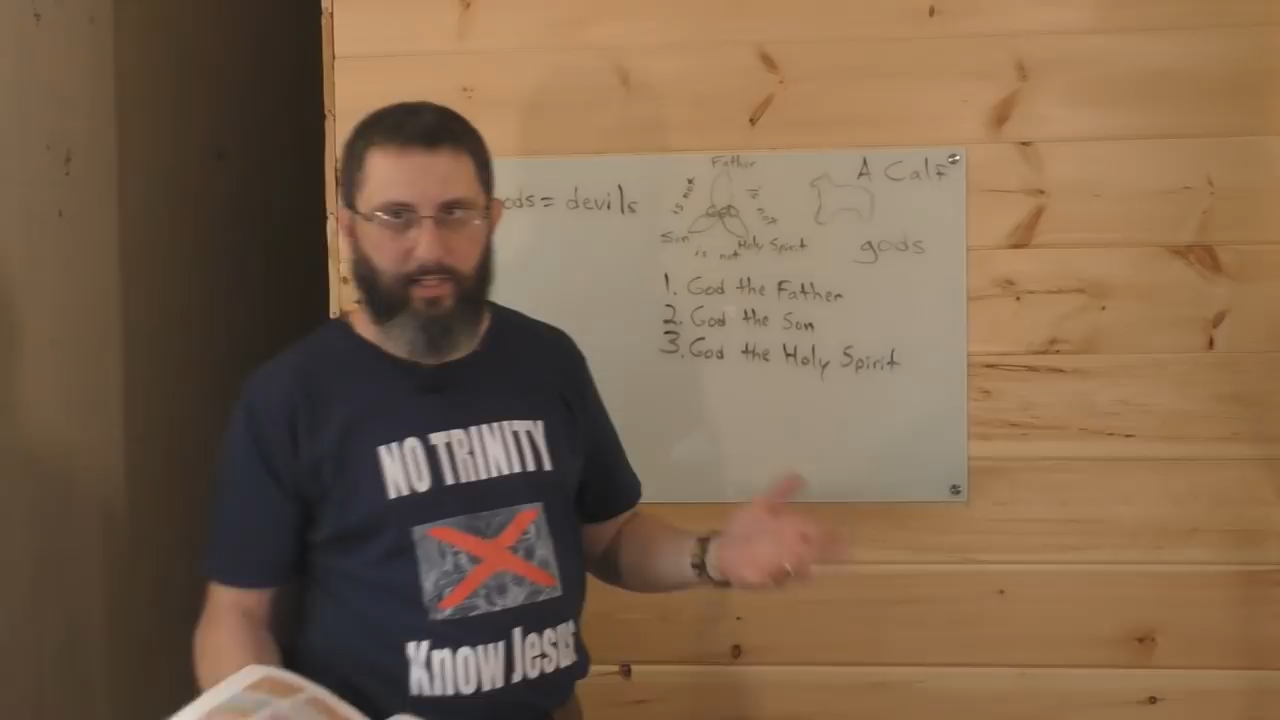 ods = devils
Father
is not
is not
Son
Holy Spirit
is not
A Calf
gods
1. God the Father
2. God the Son
3. God the Holy Spirit
NO TRINITY
Know Jesus